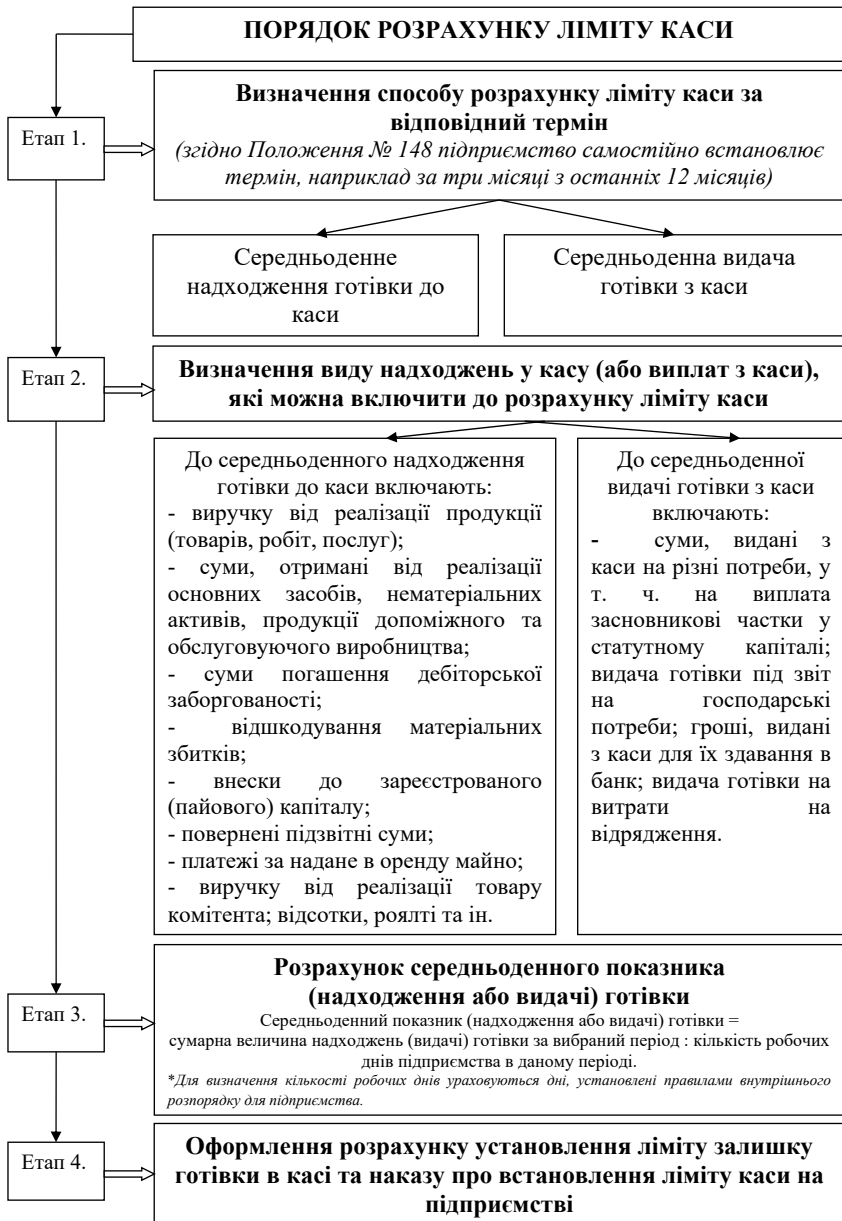 ПОРЯДОК РОЗРАХУНКУ ЛІМІТУ КАСИ
Етап 1.
Визначення способу розрахунку ліміту каси за
відповідний термін
(згідно Положення № 148 підприємство самостійно встановлює
термін, наприклад за три місяці з останніх 12 місяців)
Середньоденне
надходження готівки до
каси
Середньоденна видача
готівки з каси
Етап 2.
Визначення виду надходжень у касу (або виплат з каси),
які можна включити до розрахунку ліміту каси
До середньоденного надходження
готівки до каси включають:
- виручку від реалізації продукції
(товарів, робіт, послуг);
- суми, отримані від реалізації
основних засобів, нематеріальних
активів, продукції допоміжного та
обслуговуючого виробництва;
- суми погашення дебіторської
заборгованості;
- відшкодування матеріальних
збитків;
- внески до зареєстрованого
(пайового) капіталу;
- повернені підзвітні суми;
- платежі за надане в оренду майно;
- виручку від реалізації товару
комітента; відсотки, роялті та ін.
До середньоденної
видачі готівки з каси
включають:
- суми, видані з
каси на різні потреби, у
т. ч. на виплата
засновникові частки у
статутному капіталі;
видача готівки під звіт
на господарські
потреби; гроші, видані
з каси для їх здавання в
банк; видача готівки на
витрати на
відрядження.
Етап 3.
Розрахунок середньоденного показника
(надходження або видачі) готівки
Середньоденний показник (надходження або видачі) готівки =
сумарна величина надходжень (видачі) готівки за вибраний період : кількість робочих
днів підприємства в даному періоді.
*Для визначення кількості робочих днів ураховуються дні, установлені правилами внутрішнього
розпорядку для підприємства.
Етап 4.
Оформлення розрахунку установлення ліміту залишку
готівки в касі та наказу про встановлення ліміту каси на
підприємстві